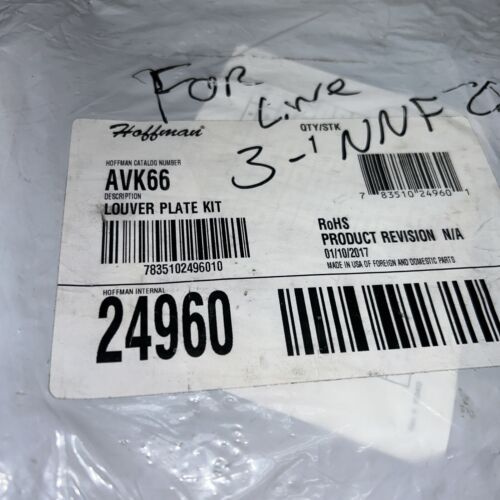 FOR Line
3-1 NNF
Hoffman
QTY/STK
HOFFMAN CATALOG NUMBER
AVK66
DESCRIPTION
LOUVER PLATE KIT
7835102496010
7 83510 24960 1
RoHS
PRODUCT REVISION N/A
01/10/2017
MADE IN USA OF FOREIGN AND DOMESTIC PARTS
HOFFMAN INTERNAL
24960